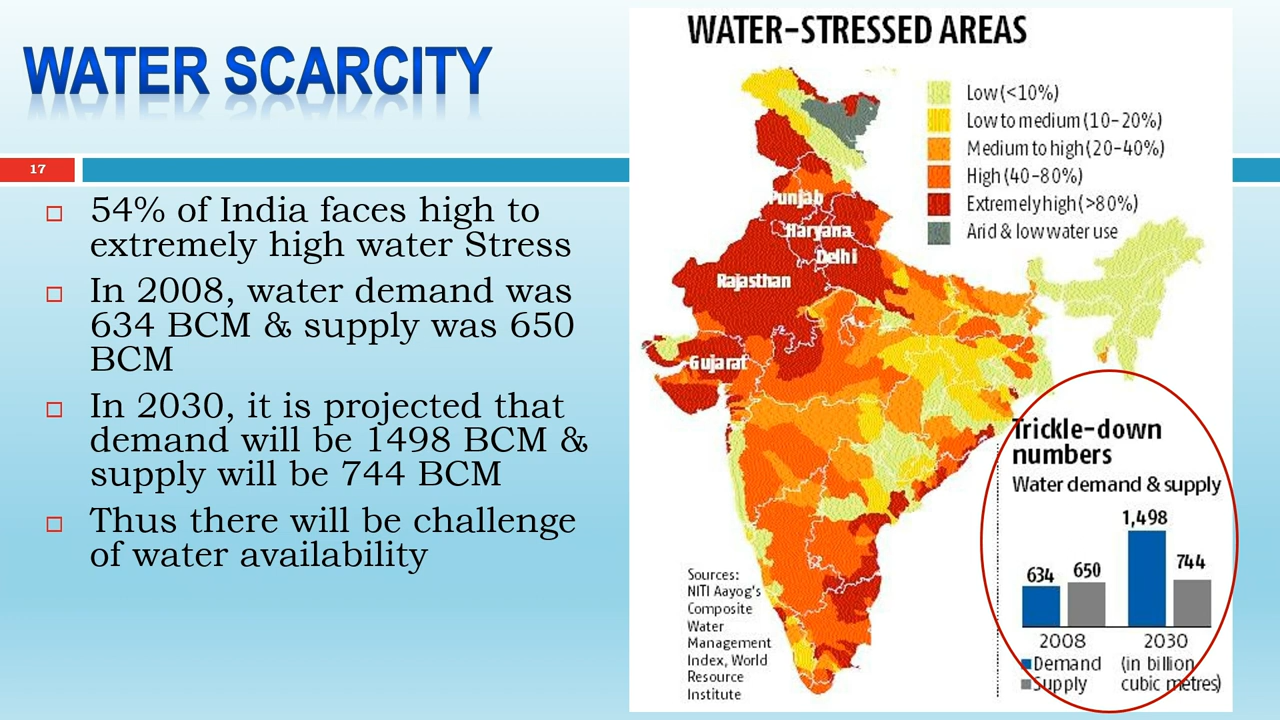 WATER SCARCITY
17
54% of India faces high to
extremely high water Stress
In 2008, water demand was
634 BCM & supply was 650
BCM
In 2030, it is projected that
demand will be 1498 BCM &
supply will be 744 BCM
Thus there will be challenge
of water availability
WATER-STRESSED AREAS
Low (<10%)
Low to medium (10-20%)
Medium to high (20-40%)
High (40-80%)
Extremely high (>80%)
Arid & low water use
Punjab
Haryana
Delhi
Rajasthan
Gujarat
Sources:
NITI Aayog's
Composite
Water
Management
Index, World
Resource
Institute
Trickle-down
numbers
Water demand & supply
634
650
1,498
744
2008
2030
Demand
Supply
(in billion
cubic metres)